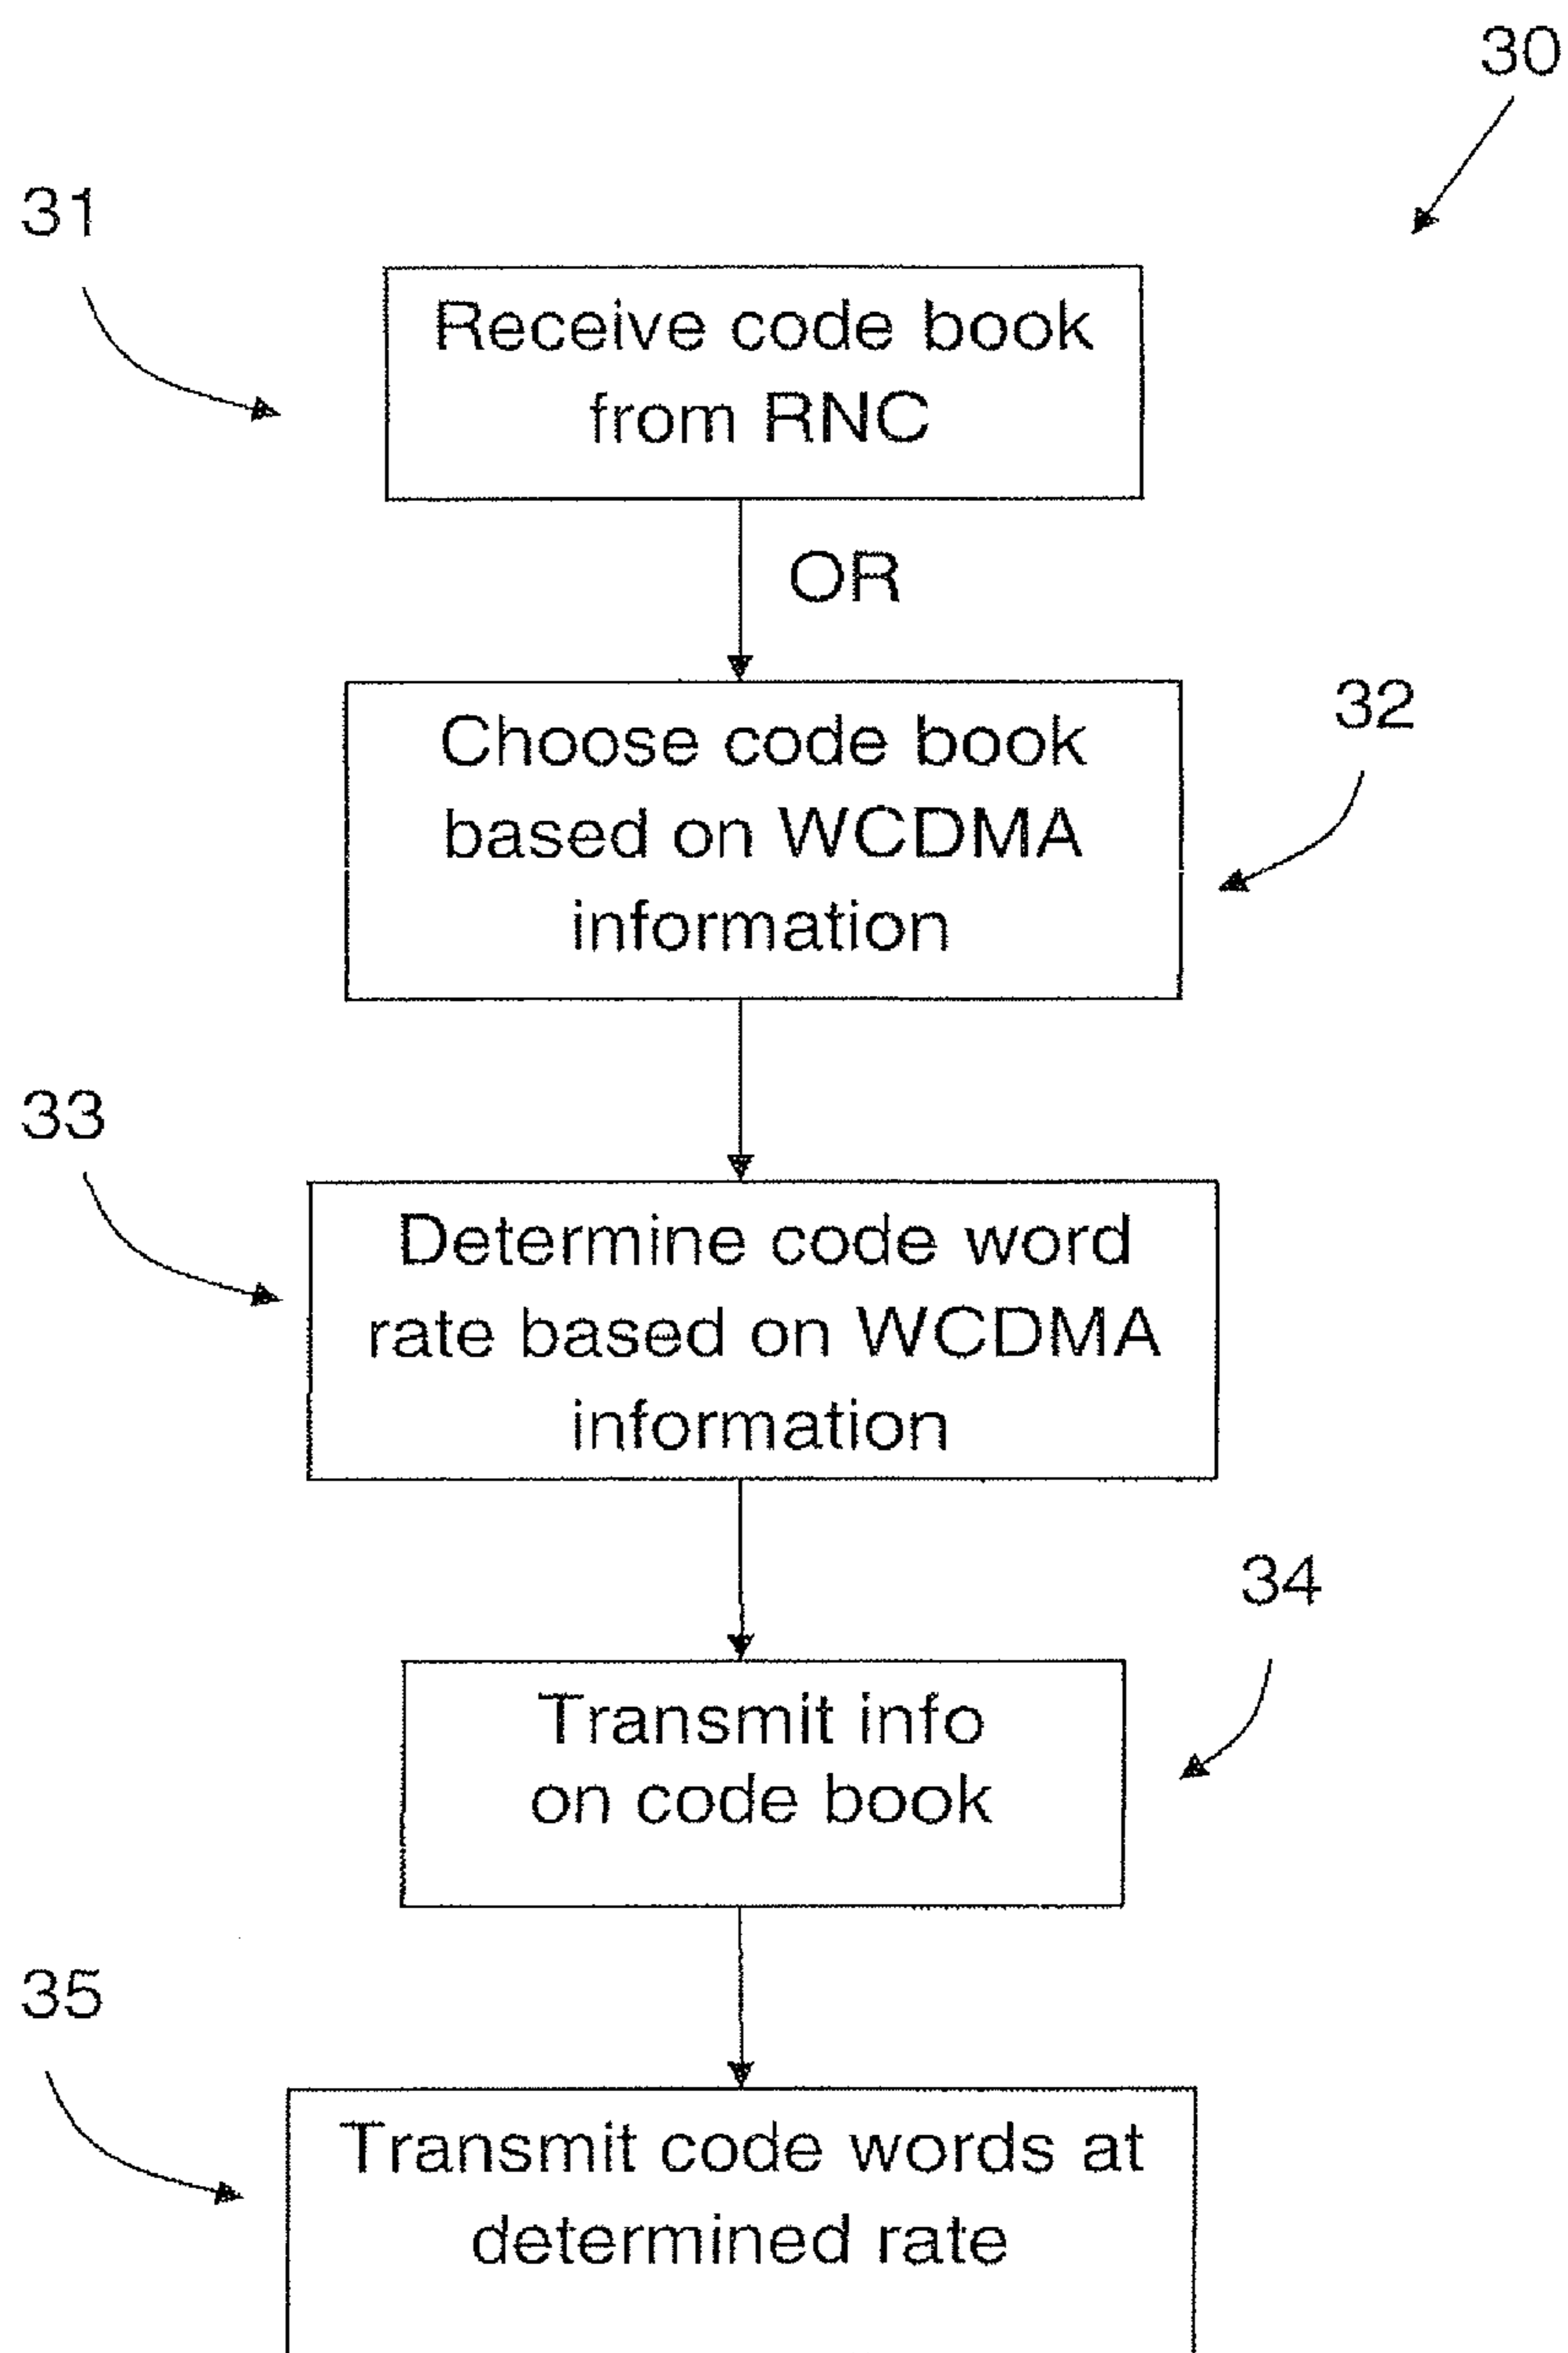 30
31
Receive code book
from RNC
OR
Choose code book
based on WCDMA
information
32
33
Determine code word
rate based on WCDMA
information
34
Transmit info
on code book
35
Transmit code words at
determined rate